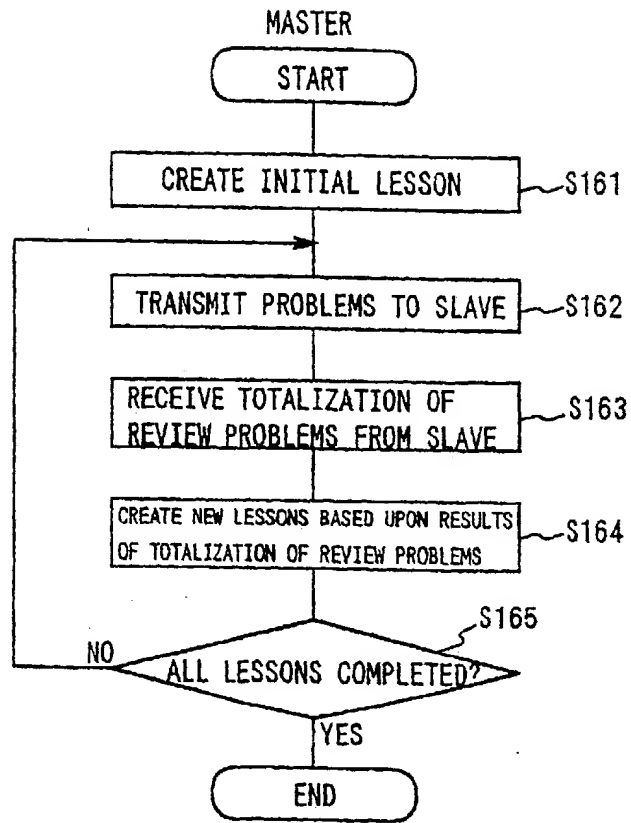 MASTER
START
CREATE INITIAL LESSON
S161
TRANSMIT PROBLEMS TO SLAVE
S162
RECEIVE TOTALIZATION OF
REVIEW PROBLEMS FROM SLAVE
S163
CREATE NEW LESSONS BASED UPON RESULTS
OF TOTALIZATION OF REVIEW PROBLEMS
S164
S165
NO
ALL LESSONS COMPLETED?
YES
END